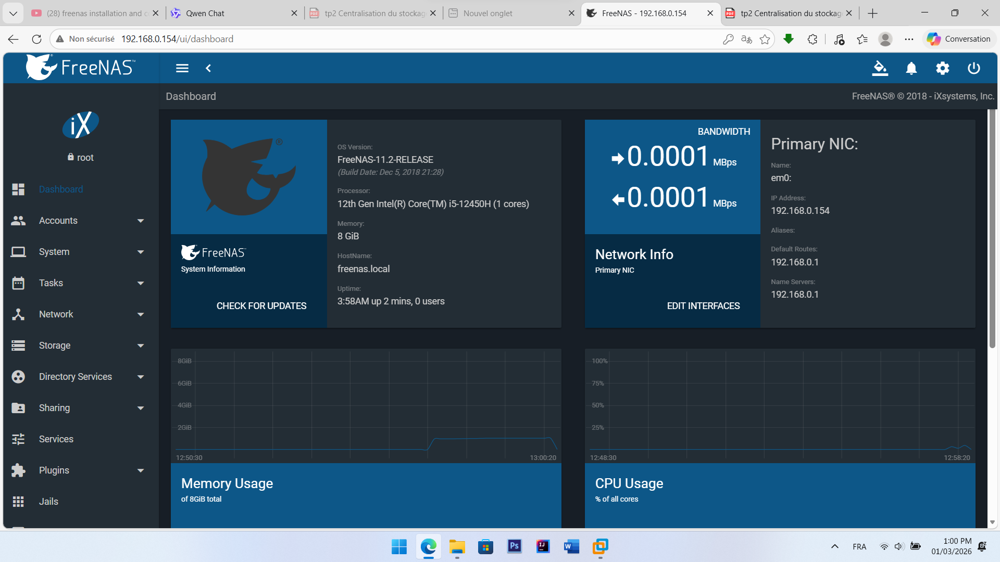 (28) freenas installation and c
Qwen Chat
tp2 Centralisation du stockag
Nouvel onglet
FreeNAS - 192.168.0.154
tp2 Centralisation du stockag
Non sécurisé
192.168.0.154/ui/dashboard
Conversation
FreeNAS™
Dashboard
FreeNAS® © 2018 - iXsystems, Inc.
iX
root
Dashboard
Accounts
System
Tasks
Network
Storage
Directory Services
Sharing
Services
Plugins
Jails
FreeNAS
System Information
CHECK FOR UPDATES
OS Version:
FreeNAS-11.2-RELEASE
(Build Date: Dec 5, 2018 21:28)
Processor:
12th Gen Intel(R) Core(TM) i5-12450H (1 cores)
Memory:
8 GiB
HostName:
freenas.local
Uptime:
3:58AM up 2 mins, 0 users
BANDWIDTH
0.0001 MBps
0.0001 MBps
Network Info
Primary NIC
EDIT INTERFACES
Primary NIC:
Name:
em0:
IP Address:
192.168.0.154
Aliases:
Default Routes:
192.168.0.1
Name Servers:
192.168.0.1
8GiB
6GiB
4GiB
2GiB
12:50:30
13:00:20
Memory Usage
of 8GiB total
100%
75%
50%
25%
12:48:30
12:58:20
CPU Usage
% of all cores
FRA
1:00 PM
01/03/2026